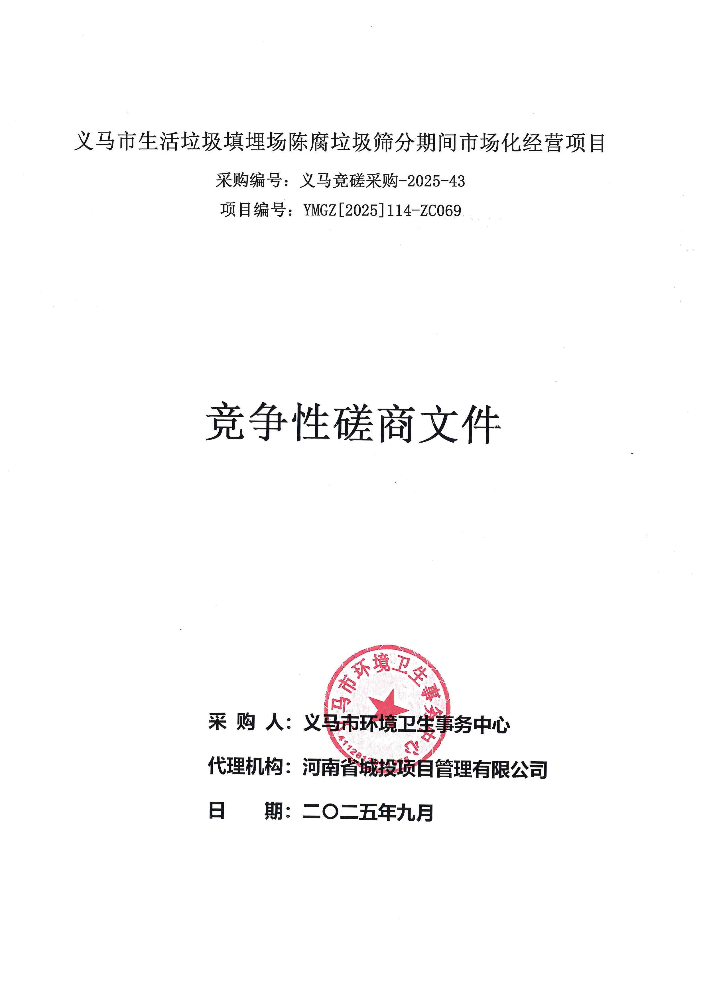 义马市生活垃圾填埋场陈腐垃圾筛分期间市场化经营项目
采购编号：义马竞磋采购-2025-43
项目编号：YMGZ[2025]114-ZC069
竞争性磋商文件
义马市环境卫生事务中心
采 购 人：义马市环境卫生事务中心
代理机构：河南省城投项目管理有限公司
日 期：二〇二五年九月